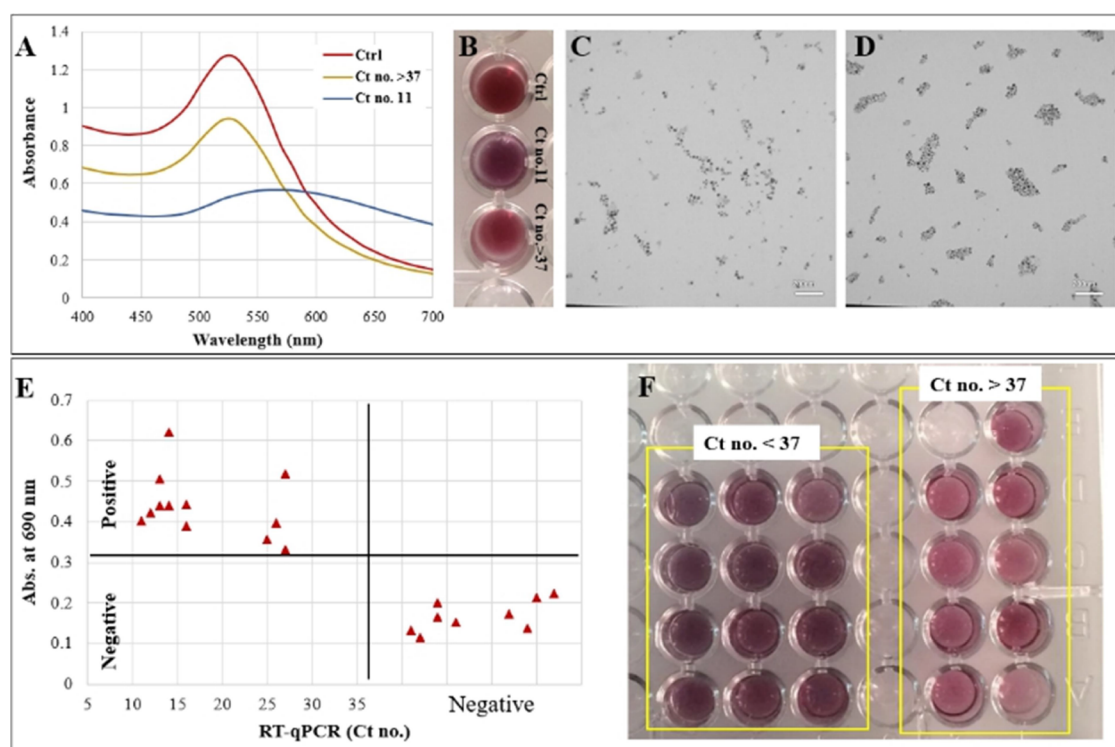 A
1.4
1.2
1
0.8
0.6
0.4
0.2
0
400 450 500 550 600 650 700
Absorbance
Wavelength (nm)
Ctrl
Ct no. >37
Ct no. 11
B
Ctrl
Ct no.11
Ct no.>37
C
D
E
0.7
0.6
0.5
0.4
0.3
0.2
0.1
0
Abs. at 690 nm
Positive
Negative
5 10 15 20 25 30 35
Negative
RT-qPCR (Ct no.)
F
Ct no. < 37
Ct no. > 37